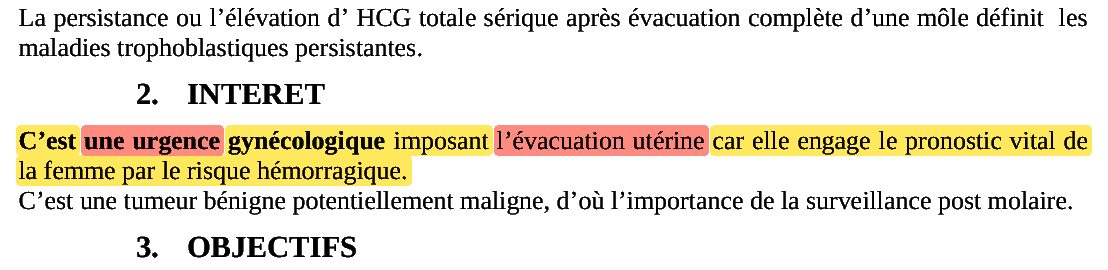 La persistance ou l’élévation d’ HCG totale sérique après évacuation complète d’une môle définit  les
maladies trophoblastiques persistantes.
2. INTERET
C’est une urgence gynécologique imposant l’évacuation utérine car elle engage le pronostic vital de
la femme par le risque hémorragique.
C’est une tumeur bénigne potentiellement maligne, d’où l’importance de la surveillance post molaire.
3. OBJECTIFS